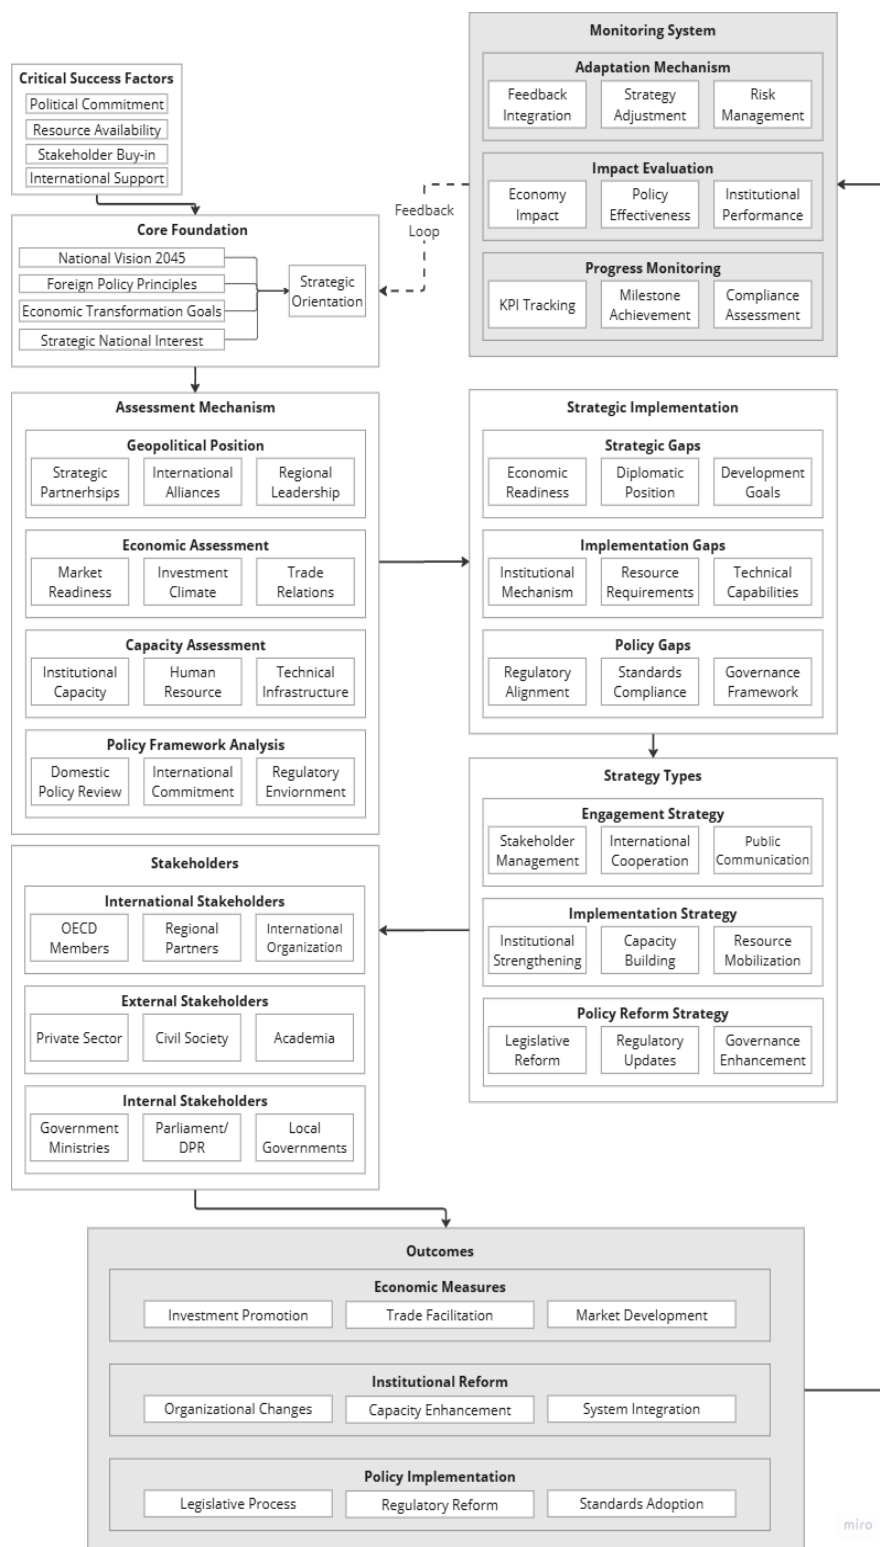 Critical Success Factors
Political Commitment
Resource Availability
Stakeholder Buy-in
International Support
Core Foundation
National Vision 2045
Foreign Policy Principles
Economic Transformation Goals
Strategic National Interest
Strategic
Orientation
Feedback
Loop
Monitoring System
Adaptation Mechanism
Feedback
Integration
Strategy
Adjustment
Risk
Management
Impact Evaluation
Economy
Impact
Policy
Effectiveness
Institutional
Performance
Progress Monitoring
KPI Tracking
Milestone
Achievement
Compliance
Assessment
Assessment Mechanism
Geopolitical Position
Strategic
Partnerhsips
International
Alliances
Regional
Leadership
Economic Assessment
Market
Readiness
Investment
Climate
Trade
Relations
Capacity Assessment
Institutional
Capacity
Human
Resource
Technical
Infrastructure
Policy Framework Analysis
Domestic
Policy Review
International
Commitment
Regulatory
Enviornment
Strategic Implementation
Strategic Gaps
Economic
Readiness
Diplomatic
Position
Development
Goals
Implementation Gaps
Institutional
Mechanism
Resource
Requirements
Technical
Capabilities
Policy Gaps
Regulatory
Alignment
Standards
Compliance
Governance
Framework
Strategy Types
Engagement Strategy
Stakeholder
Management
International
Cooperation
Public
Communication
Implementation Strategy
Institutional
Strengthening
Capacity
Building
Resource
Mobilization
Policy Reform Strategy
Legislative
Reform
Regulatory
Updates
Governance
Enhancement
Stakeholders
International Stakeholders
OECD
Members
Regional
Partners
International
Organization
External Stakeholders
Private Sector
Civil Society
Academia
Internal Stakeholders
Government
Ministries
Parliament/
DPR
Local
Governments
Outcomes
Economic Measures
Investment Promotion
Trade Facilitation
Market Development
Institutional Reform
Organizational Changes
Capacity Enhancement
System Integration
Policy Implementation
Legislative Process
Regulatory Reform
Standards Adoption
miro